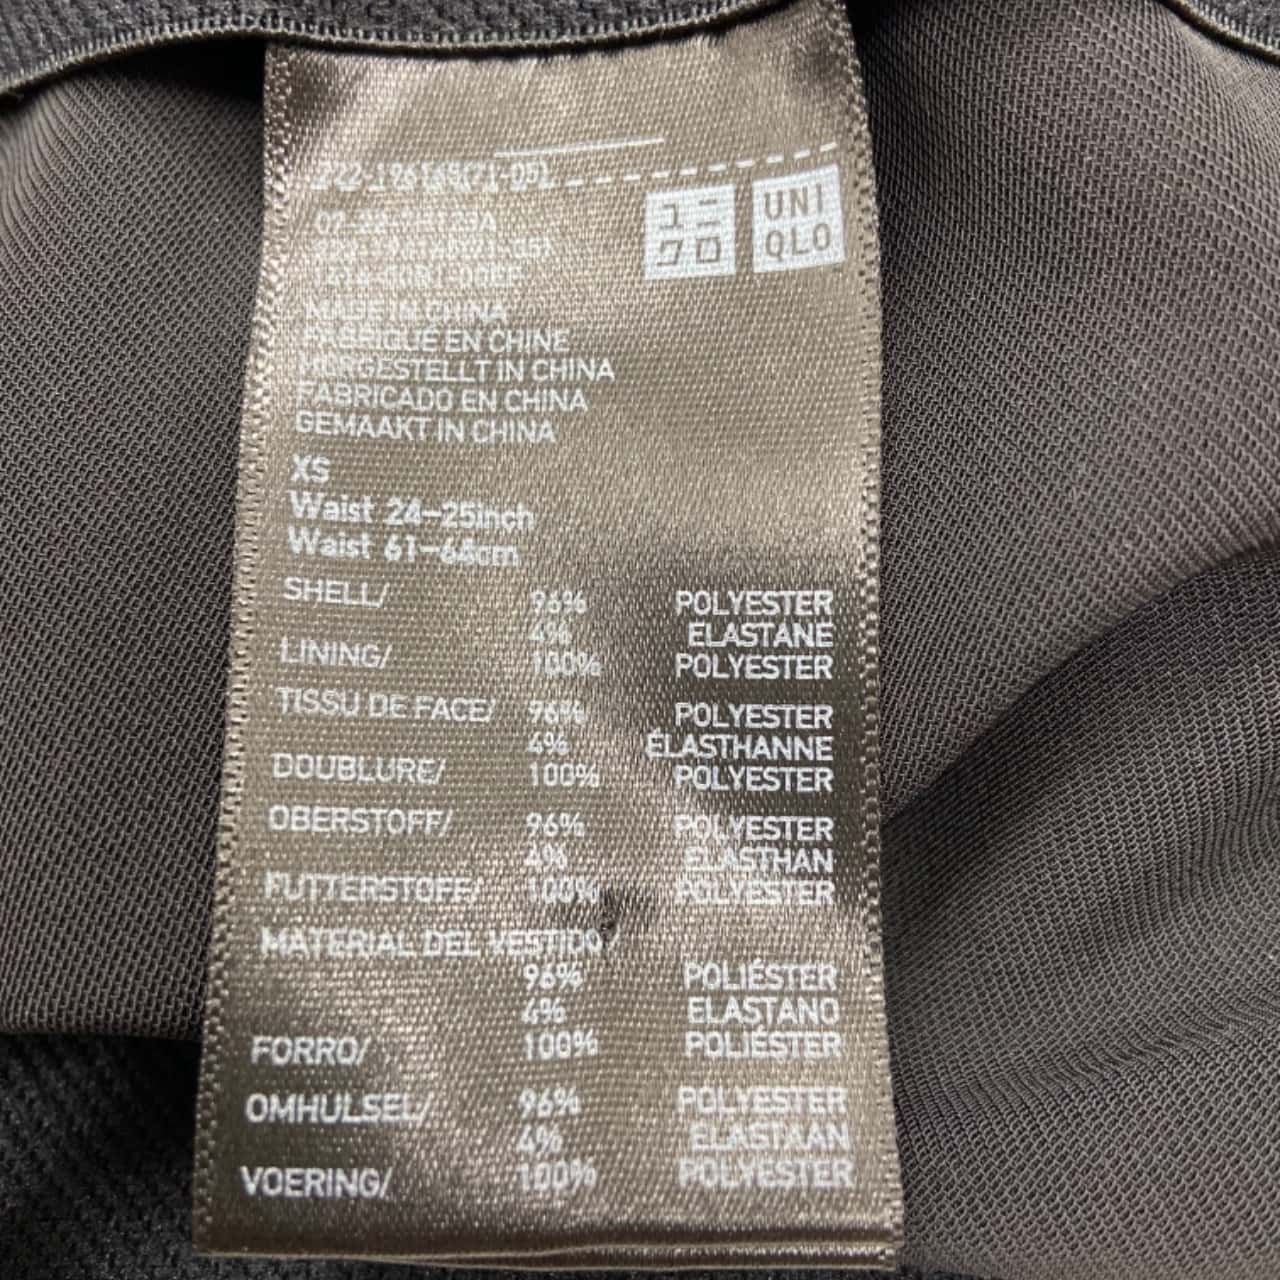 ユニ
クロ
UNI
QLO
MADE IN CHINA
FABRIQUÉ EN CHINE
HERGESTELLT IN CHINA
FABRICADO EN CHINA
GEMAAKT IN CHINA
XS
Waist 24-25inch
Waist 61-64cm
SHELL/ 96% POLYESTER
4% ELASTANE
LINING/ 100% POLYESTER
TISSU DE FACE/ 96% POLYESTER
4% ÉLASTHANNE
DOUBLURE/ 100% POLYESTER
OBERSTOFF/ 96% POLYESTER
4% ELASTHAN
FUTTERSTOFF/ 100% POLYESTER
MATERIAL DEL VESTIDO/
96% POLIÉSTER
4% ELASTANO
FORRO/ 100% POLIÉSTER
OMHULSEL/ 96% POLYESTER
4% ELASTAAN
VOERING/ 100% POLYESTER